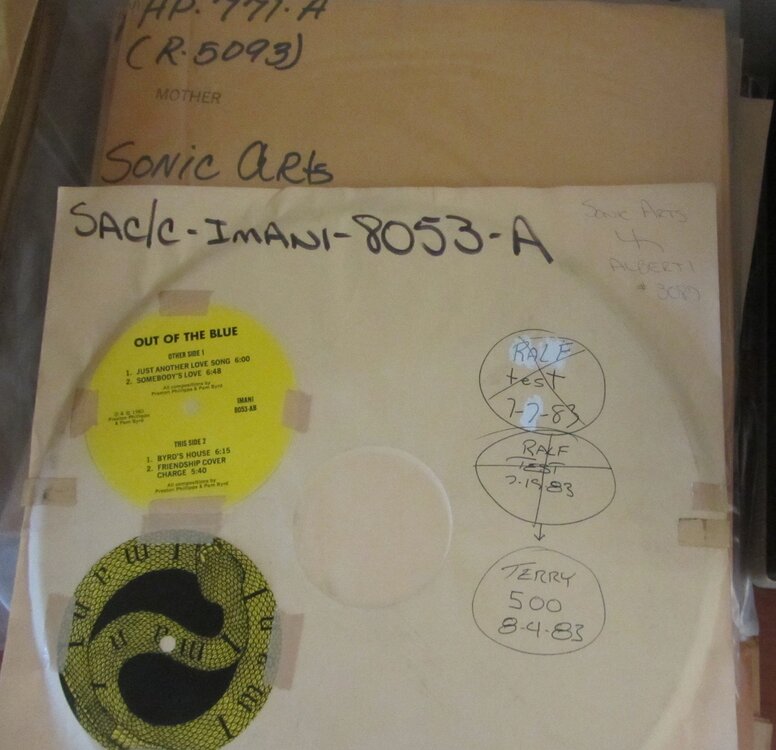 HP-771-A
(R-5093)
MOTHER
SONIC ARTS
SAC/C-IMANI-8053-A
SONIC ARTS
ALBERTI
OUT OF THE BLUE
OTHER SIDE 1
1. JUST ANOTHER LOVE SONG 6:00
2. SOMEBODY'S LOVE 6:48
All compositions by
Preston Phillips & Pam Byrd
IMANI
8053-AB
Preston Phillips
& Pam Byrd
THIS SIDE 2
1. BYRD'S HOUSE 6:15
2. FRIENDSHIP COVER
CHARGE 5:40
All compositions by
Preston Phillips & Pam Byrd
RALF
test
7-7-83
RALF
TEST
7-19-83
TERRY
500
8-4-83